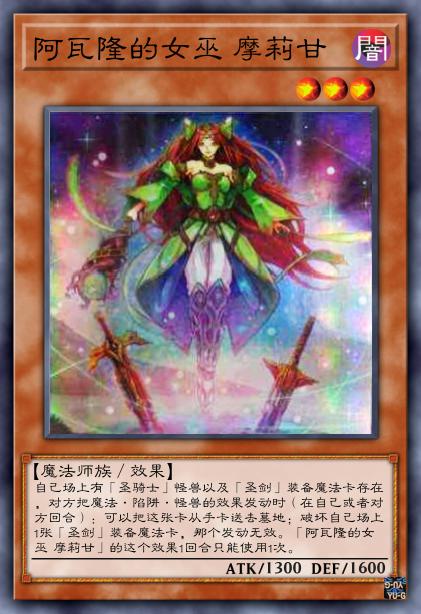 阿瓦隆的女巫 摩莉甘
闇
【魔法师族／效果】
自己场上有「圣骑士」怪兽以及「圣剑」装备魔法卡存在
，对方把魔法·陷阱·怪兽的效果发动时（在自己或者对
方回合）；可以把这张卡从手卡送去墓地；破坏自己场上
1张「圣剑」装备魔法卡，那个发动无效。「阿瓦隆的女
巫 摩莉甘」的这个效果1回合只能使用1次。
ATK/1300 DEF/1600